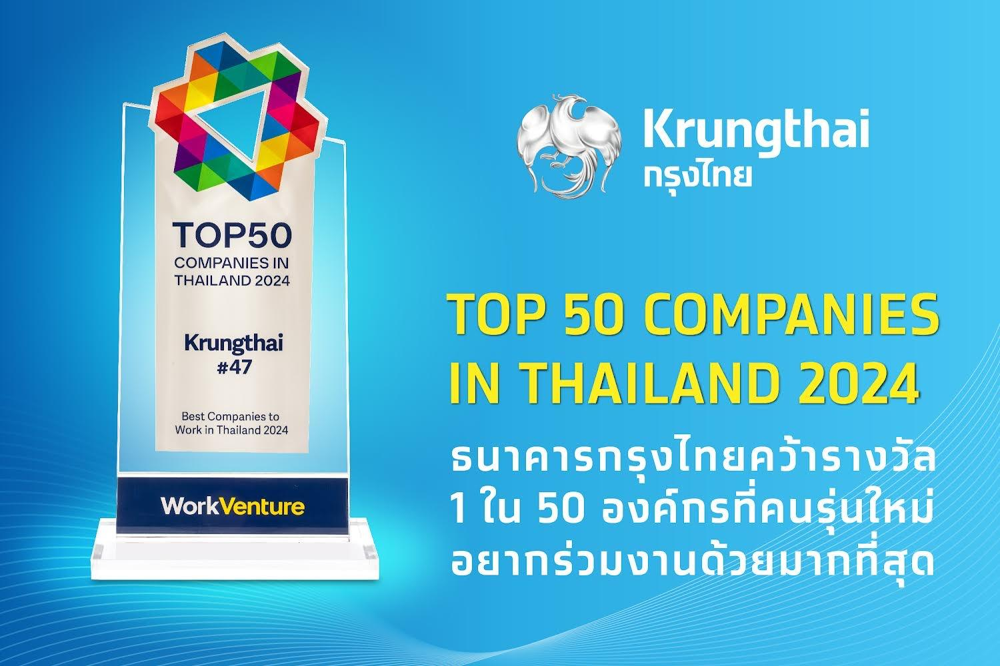 TOP50
COMPANIES IN
THAILAND 2024
Krungthai
#47
Best Companies to
Work in Thailand 2024
WorkVenture
Krungthai
กรุงไทย
TOP 50 COMPANIES
IN THAILAND 2024
ธนาคารกรุงไทยคว้ารางวัล
1 ใน 50 องค์กรที่คนรุ่นใหม่
อยากร่วมงานด้วยมากที่สุด